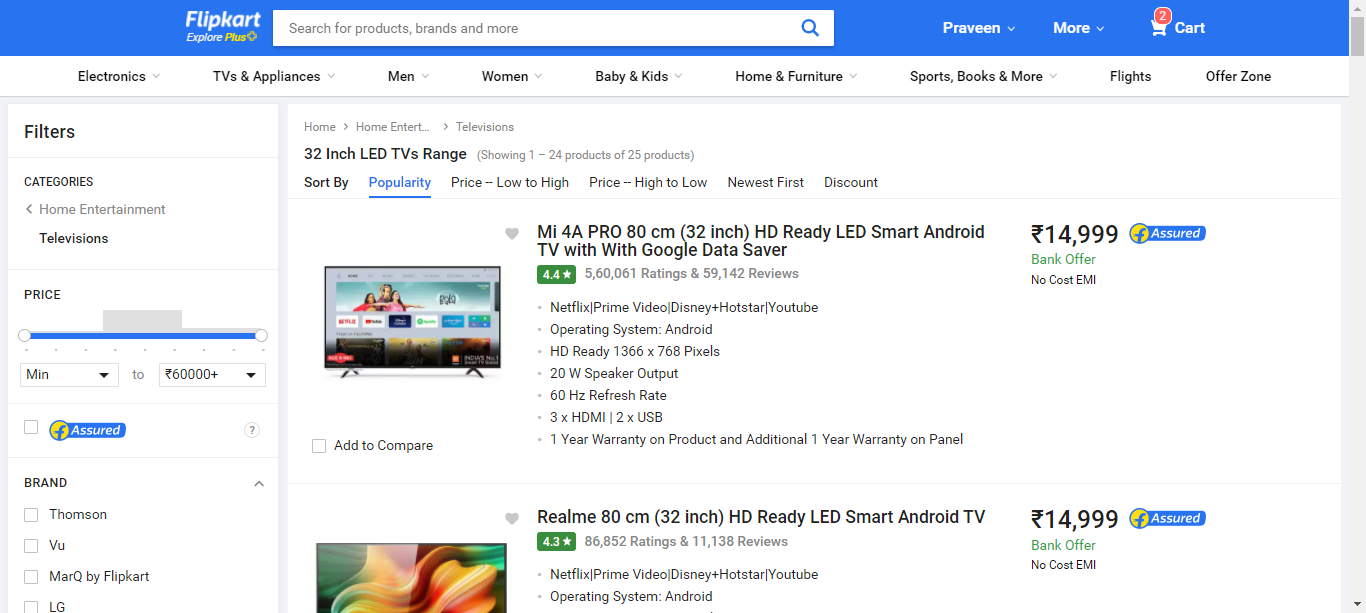 Flipkart
Explore Plus
Search for products, brands and more
Praveen
More
2
Cart
Electronics
TVs & Appliances
Men
Women
Baby & Kids
Home & Furniture
Sports, Books & More
Flights
Offer Zone
Filters
CATEGORIES
Home Entertainment
Televisions
PRICE
Min
to
₹60000+
Assured
?
BRAND
Thomson
Vu
MarQ by Flipkart
LG
Home
Home Entert...
Televisions
32 Inch LED TVs Range (Showing 1 – 24 products of 25 products)
Sort By
Popularity
Price -- Low to High
Price -- High to Low
Newest First
Discount
Mi 4A PRO 80 cm (32 inch) HD Ready LED Smart Android
TV with With Google Data Saver
4.4 ★ 5,60,061 Ratings & 59,142 Reviews
Netflix|Prime Video|Disney+Hotstar|Youtube
Operating System: Android
HD Ready 1366 x 768 Pixels
20 W Speaker Output
60 Hz Refresh Rate
3 x HDMI | 2 x USB
1 Year Warranty on Product and Additional 1 Year Warranty on Panel
₹14,999
Assured
Bank Offer
No Cost EMI
NETFLIX
INDIA'S No.1
Add to Compare
Realme 80 cm (32 inch) HD Ready LED Smart Android TV
4.3 ★ 86,852 Ratings & 11,138 Reviews
Netflix|Prime Video|Disney+Hotstar|Youtube
Operating System: Android
₹14,999
Assured
Bank Offer
No Cost EMI